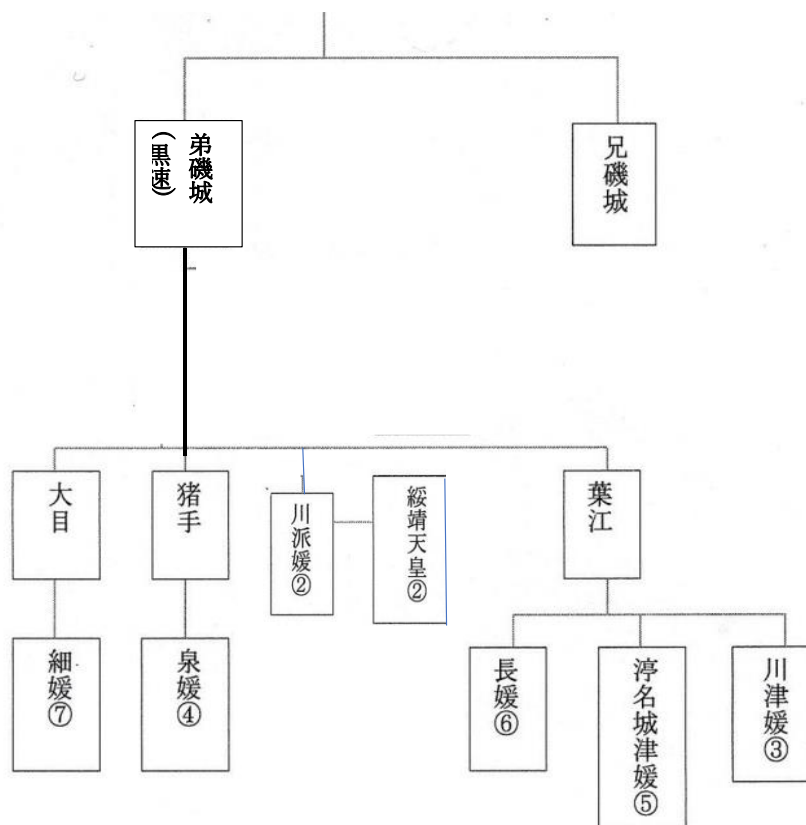 兄磯城
弟磯城
(黒速)
葉江
綏靖天皇②
川派媛②
猪手
大目
川津媛③
渟名城津媛⑤
長媛⑥
泉媛④
細媛⑦